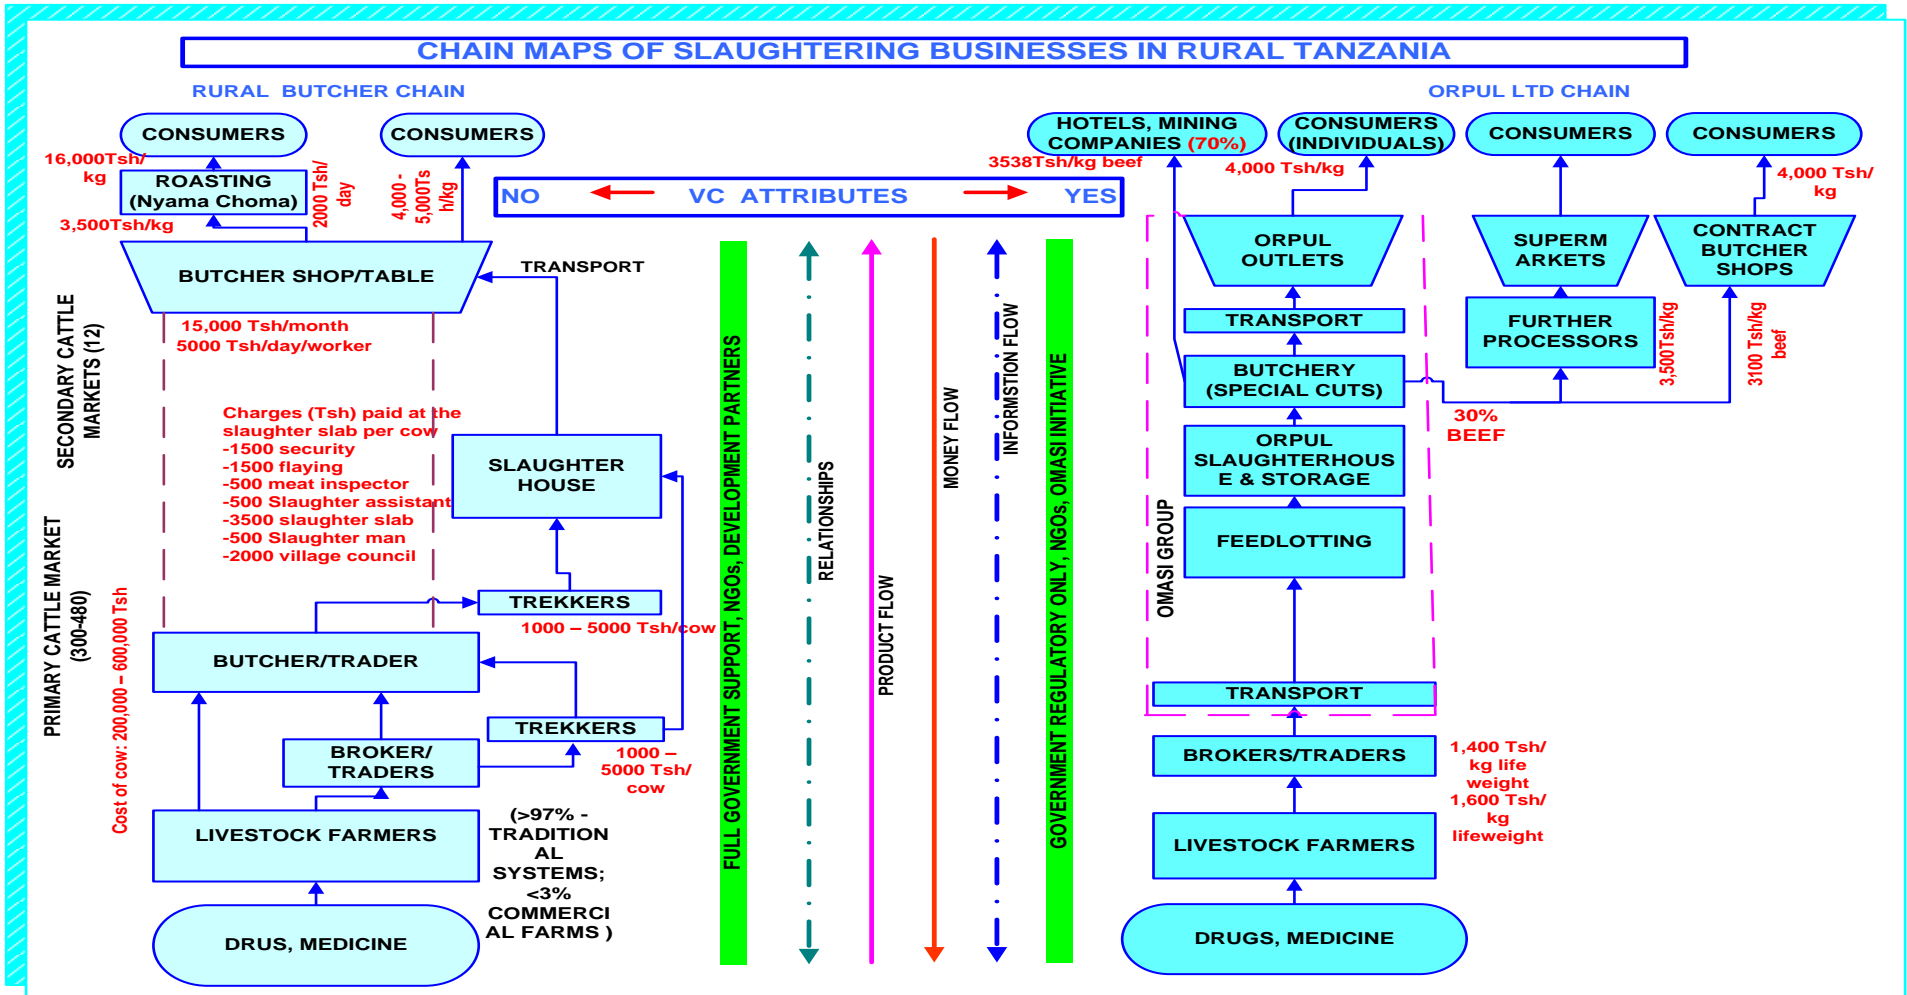 CHAIN MAPS OF SLAUGHTERING BUSINESSES IN RURAL TANZANIA
RURAL BUTCHER CHAIN
ORPUL LTD CHAIN
CONSUMERS
CONSUMERS
16,000Tsh/
kg
ROASTING
(Nyama Choma)
2000 Tsh/
day
4,000 -
5,000Ts
h/kg
3,500Tsh/kg
BUTCHER SHOP/TABLE
TRANSPORT
15,000 Tsh/month
5000 Tsh/day/worker
SECONDARY CATTLE
MARKETS (12)
Charges (Tsh) paid at the
slaughter slab per cow
-1500 security
-1500 flaying
-500 meat inspector
-500 Slaughter assistant
-3500 slaughter slab
-500 Slaughter man
-2000 village council
SLAUGHTER
HOUSE
PRIMARY CATTLE MARKET
(300-480)
Cost of cow: 200,000 – 600,000 Tsh
TREKKERS
1000 – 5000 Tsh/cow
BUTCHER/TRADER
TREKKERS
1000 –
5000 Tsh/
cow
BROKER/
TRADERS
LIVESTOCK FARMERS
(>97% -
TRADITION
AL
SYSTEMS;
<3%
COMMERCI
AL FARMS )
DRUS, MEDICINE
NO
VC ATTRIBUTES
YES
FULL GOVERNMENT SUPPORT, NGOs, DEVELOPMENT PARTNERS
RELATIONSHIPS
PRODUCT FLOW
MONEY FLOW
INFORMSTION FLOW
GOVERNMENT REGULATORY ONLY, NGOs, OMASI INITIATIVE
HOTELS, MINING
COMPANIES (70%)
3538Tsh/kg beef
CONSUMERS
(INDIVIDUALS)
4,000 Tsh/kg
CONSUMERS
CONSUMERS
4,000 Tsh/
kg
ORPUL
OUTLETS
SUPERM
ARKETS
CONTRACT
BUTCHER
SHOPS
TRANSPORT
FURTHER
PROCESSORS
3,500Tsh/kg
3100 Tsh/kg
beef
BUTCHERY
(SPECIAL CUTS)
30%
BEEF
ORPUL
SLAUGHTERHOUS
E & STORAGE
FEEDLOTTING
OMASI GROUP
TRANSPORT
BROKERS/TRADERS
1,400 Tsh/
kg life
weight
1,600 Tsh/
kg
lifeweight
LIVESTOCK FARMERS
DRUGS, MEDICINE